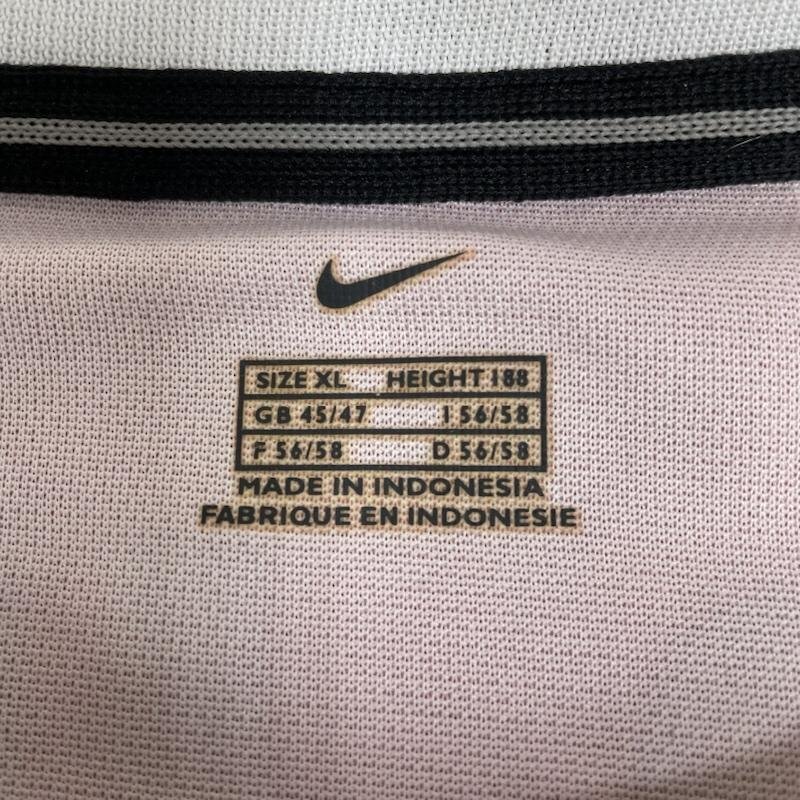 SIZE XL HEIGHT 188
GB 45/47 I 56/58
F 56/58 D 56/58
MADE IN INDONESIA
FABRIQUE EN INDONESIE